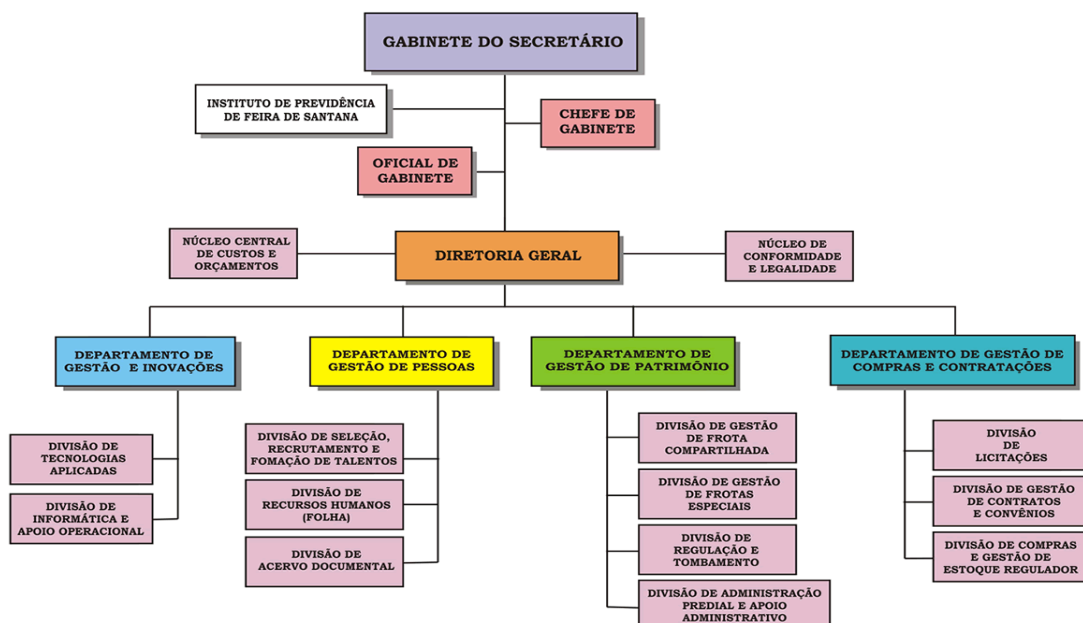 GABINETE DO SECRETÁRIO
INSTITUTO DE PREVIDÊNCIA
DE FEIRA DE SANTANA
CHEFE DE
GABINETE
OFICIAL DE
GABINETE
NÚCLEO CENTRAL
DE CUSTOS E
ORÇAMENTOS
DIRETORIA GERAL
NÚCLEO DE
CONFORMIDADE
E LEGALIDADE
DEPARTAMENTO DE
GESTÃO E INOVAÇÕES
DEPARTAMENTO DE
GESTÃO DE PESSOAS
DEPARTAMENTO DE
GESTÃO DE PATRIMÔNIO
DEPARTAMENTO DE GESTÃO DE
COMPRAS E CONTRATAÇÕES
DIVISÃO DE
TECNOLOGIAS
APLICADAS
DIVISÃO DE
INFORMÁTICA E
APOIO OPERACIONAL
DIVISÃO DE SELEÇÃO,
RECRUTAMENTO E
FOMAÇÃO DE TALENTOS
DIVISÃO DE
RECURSOS HUMANOS
(FOLHA)
DIVISÃO DE
ACERVO DOCUMENTAL
DIVISÃO DE GESTÃO
DE FROTA
COMPARTILHADA
DIVISÃO DE GESTÃO
DE FROTAS
ESPECIAIS
DIVISÃO DE
REGULAÇÃO E
TOMBAMENTO
DIVISÃO DE ADMINISTRAÇÃO
PREDIAL E APOIO
ADMINISTRATIVO
DIVISÃO
DE
LICITAÇÕES
DIVISÃO DE GESTÃO
DE CONTRATOS
E CONVÊNIOS
DIVISÃO DE COMPRAS
E GESTÃO DE
ESTOQUE REGULADOR